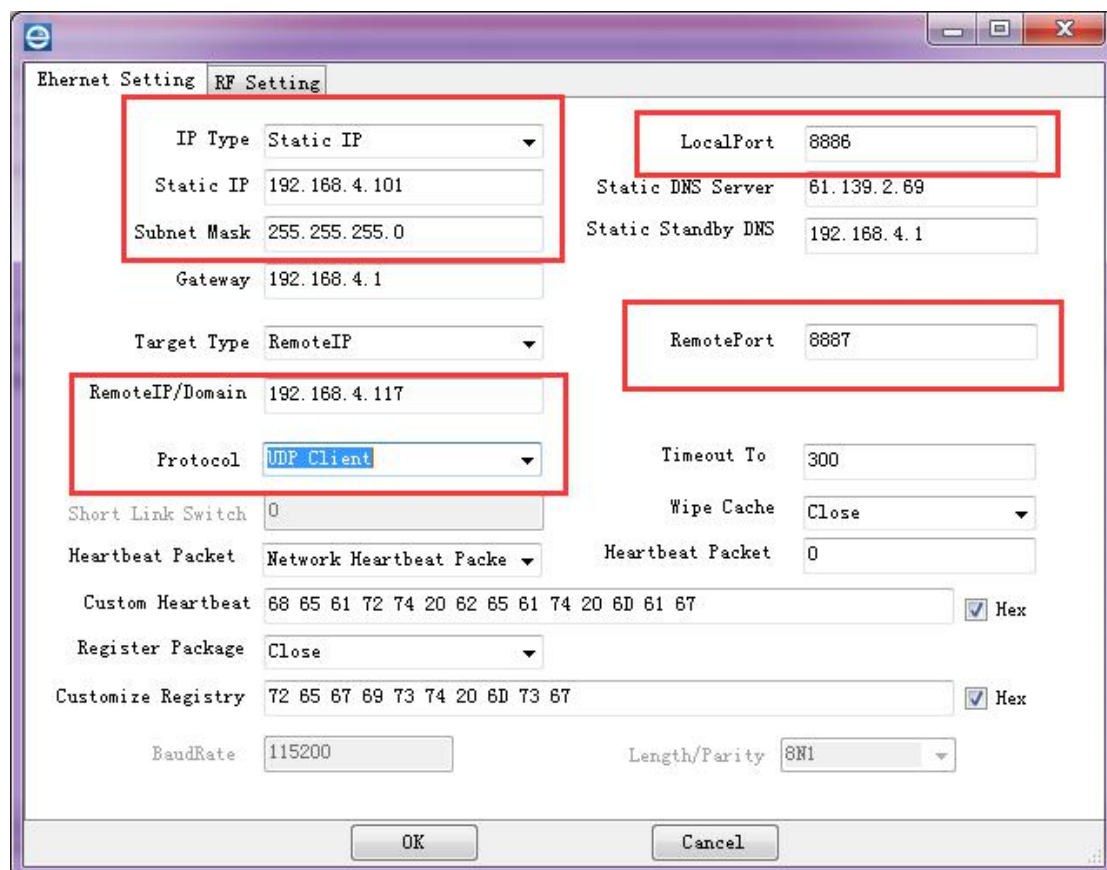 Ehernet Setting RF Setting
IP Type Static IP LocalPort 8886
Static IP 192.168.4.101 Static DNS Server 61.139.2.69
Subnet Mask 255.255.255.0 Static Standby DNS 192.168.4.1
Gateway 192.168.4.1
Target Type RemoteIP RemotePort 8887
RemoteIP/Domain 192.168.4.117
Protocol UDP Client Timeout To 300
Short Link Switch 0 Wipe Cache Close
Heartbeat Packet Network Heartbeat Packe Heartbeat Packet 0
Custom Heartbeat 68 65 61 72 74 20 62 65 61 74 20 6D 61 67 Hex
Register Package Close
Customize Registry 72 65 67 69 73 74 20 6D 73 67 Hex
BaudRate 115200 Length/Parity 8N1
OK Cancel